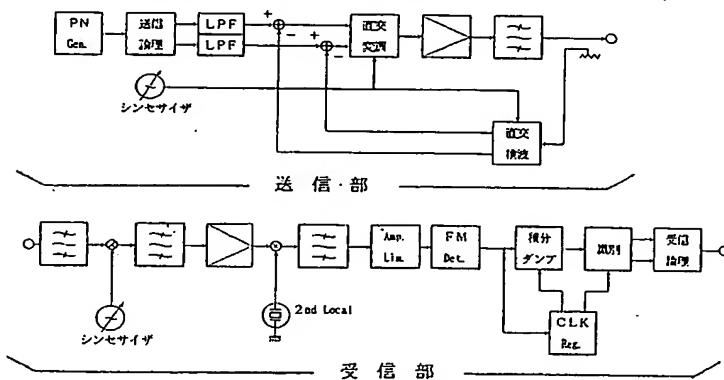 PN
Gen.
送信
論理
LPF
LPF
+
−
+
−
直交
変調
シンセサイザ
直交
検波
送信部
Amp.
Lim.
FM
Det.
積分
ダンプ
識別
受信
論理
シンセサイザ
2nd Local
CLK
Reg.
受信部